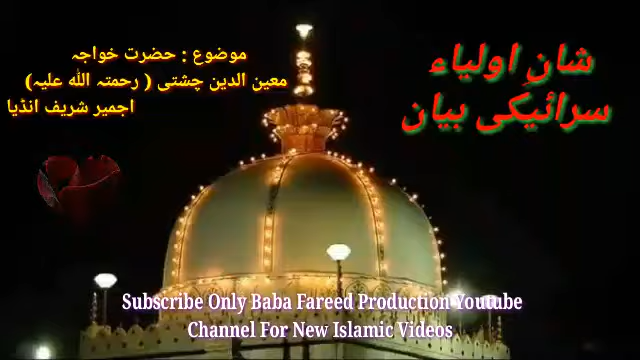 شانِ اولیاء
سرائیکی بیان
موضوع : حضرت خواجہ
معین الدین چشتی ( رحمتہ اللہ علیہ)
اجمیر شریف انڈیا
Subscribe Only Baba Fareed Production Youtube
Channel For New Islamic Videos